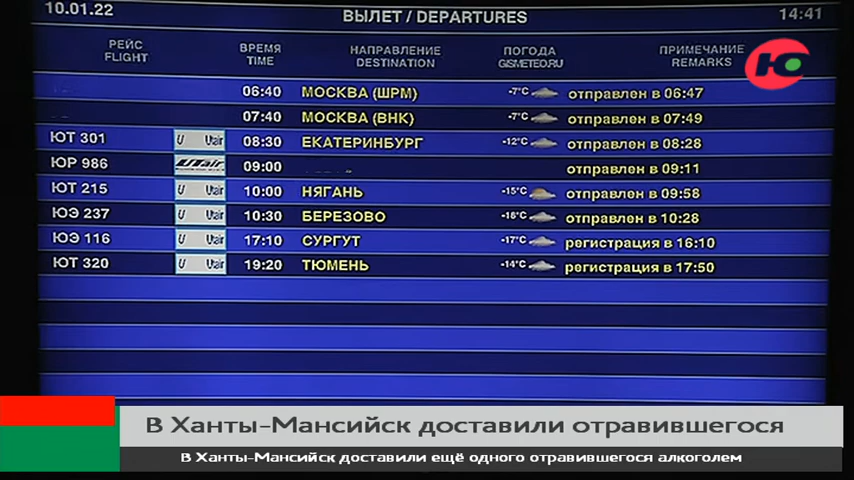 10.01.22 ВЫЛЕТ / DEPARTURES 14:41
РЕЙС ВРЕМЯ НАПРАВЛЕНИЕ ПОГОДА ПРИМЕЧАНИЕ
FLIGHT TIME DESTINATION GISMETEO.RU REMARKS
Ю
06:40 МОСКВА (ШРМ) -7°C отправлен в 06:47
07:40 МОСКВА (ВНК) -7°C отправлен в 07:49
ЮТ 301 U Utair 08:30 ЕКАТЕРИНБУРГ -12°C отправлен в 08:28
ЮР 986 UTair 09:00 отправлен в 09:11
ЮТ 215 U Utair 10:00 НЯГАНЬ -15°C отправлен в 09:58
ЮЭ 237 U Utair 10:30 БЕРЕЗОВО -16°C отправлен в 10:28
ЮЭ 116 U Utair 17:10 СУРГУТ -17°C регистрация в 16:10
ЮТ 320 U Utair 19:20 ТЮМЕНЬ -14°C регистрация в 17:50
В Ханты-Мансийск доставили отравившегося
В Ханты-Мансийск доставили ещё одного отравившегося алкоголем